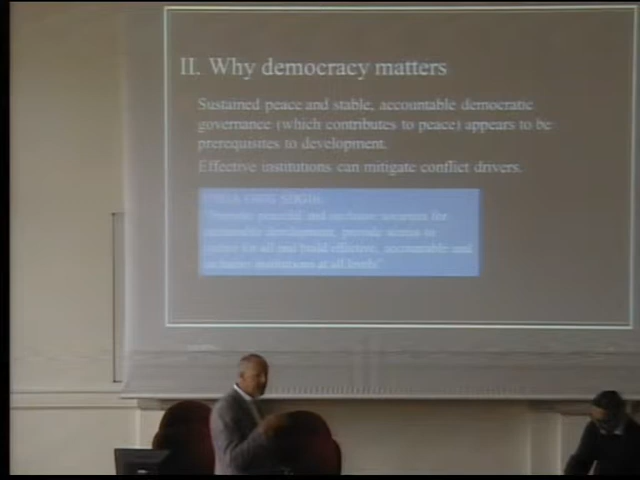 II. Why democracy matters
Sustained peace and stable, accountable democratic
governance (which contributes to peace) appears to be
prerequisites to development.
Effective institutions can mitigate conflict drivers.
peaceful and inclusive societies for
sustainable development, provide access to
justice for all and build effective, accountable and
inclusive institutions at all levels"